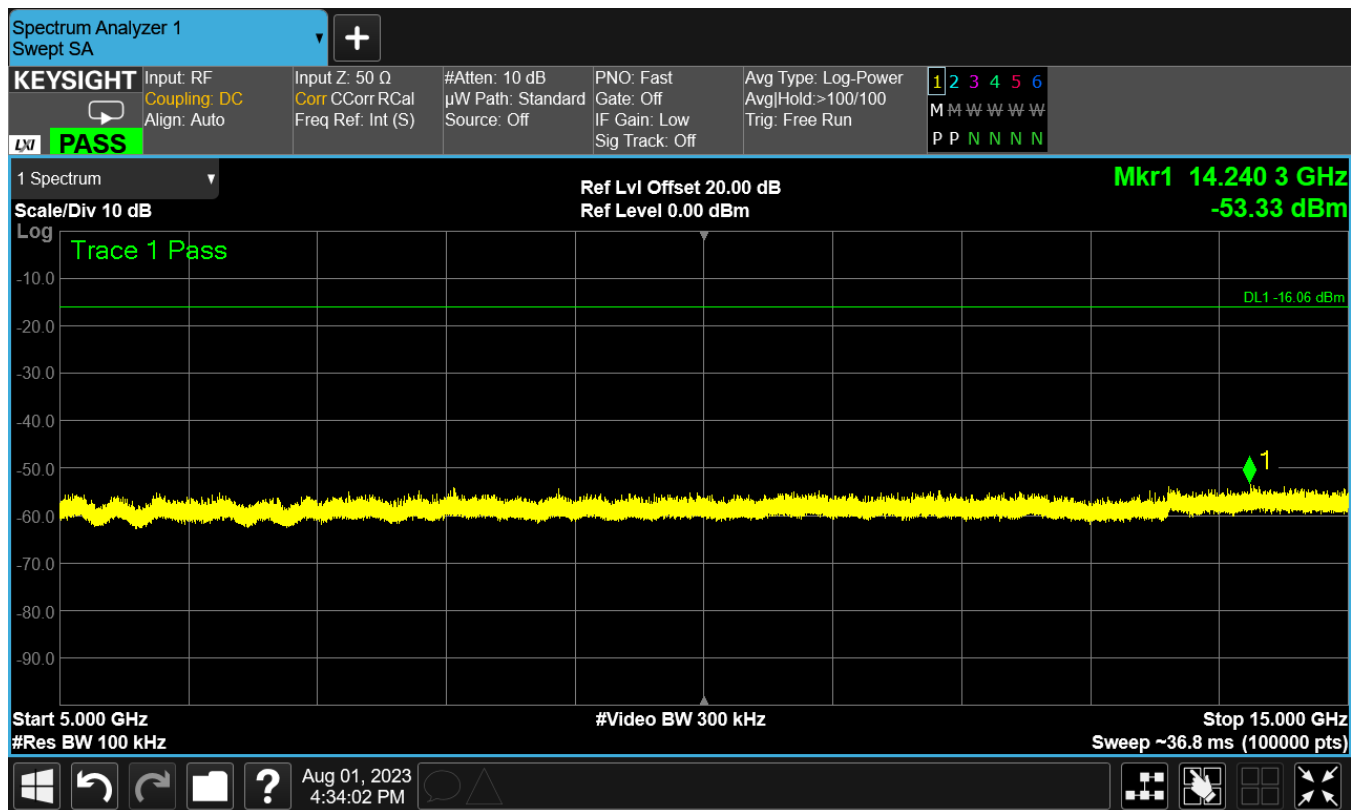 Spectrum Analyzer 1
Swept SA
KEYSIGHT
LXI
PASS
Input: RF
Coupling: DC
Align: Auto
Input Z: 50 Ω
Corr CCorr RCal
Freq Ref: Int (S)
#Atten: 10 dB
µW Path: Standard
Source: Off
PNO: Fast
Gate: Off
IF Gain: Low
Sig Track: Off
Avg Type: Log-Power
Avg|Hold:>100/100
Trig: Free Run
1 2 3 4 5 6
M M W W W W
P P N N N N
1 Spectrum
Scale/Div 10 dB
Ref Lvl Offset 20.00 dB
Ref Level 0.00 dBm
Mkr1 14.240 3 GHz
-53.33 dBm
Log
Trace 1 Pass
-10.0
DL1 -16.06 dBm
-20.0
-30.0
-40.0
1
-50.0
-60.0
-70.0
-80.0
-90.0
Start 5.000 GHz
#Res BW 100 kHz
#Video BW 300 kHz
Stop 15.000 GHz
Sweep ~36.8 ms (100000 pts)
?
Aug 01, 2023
4:34:02 PM